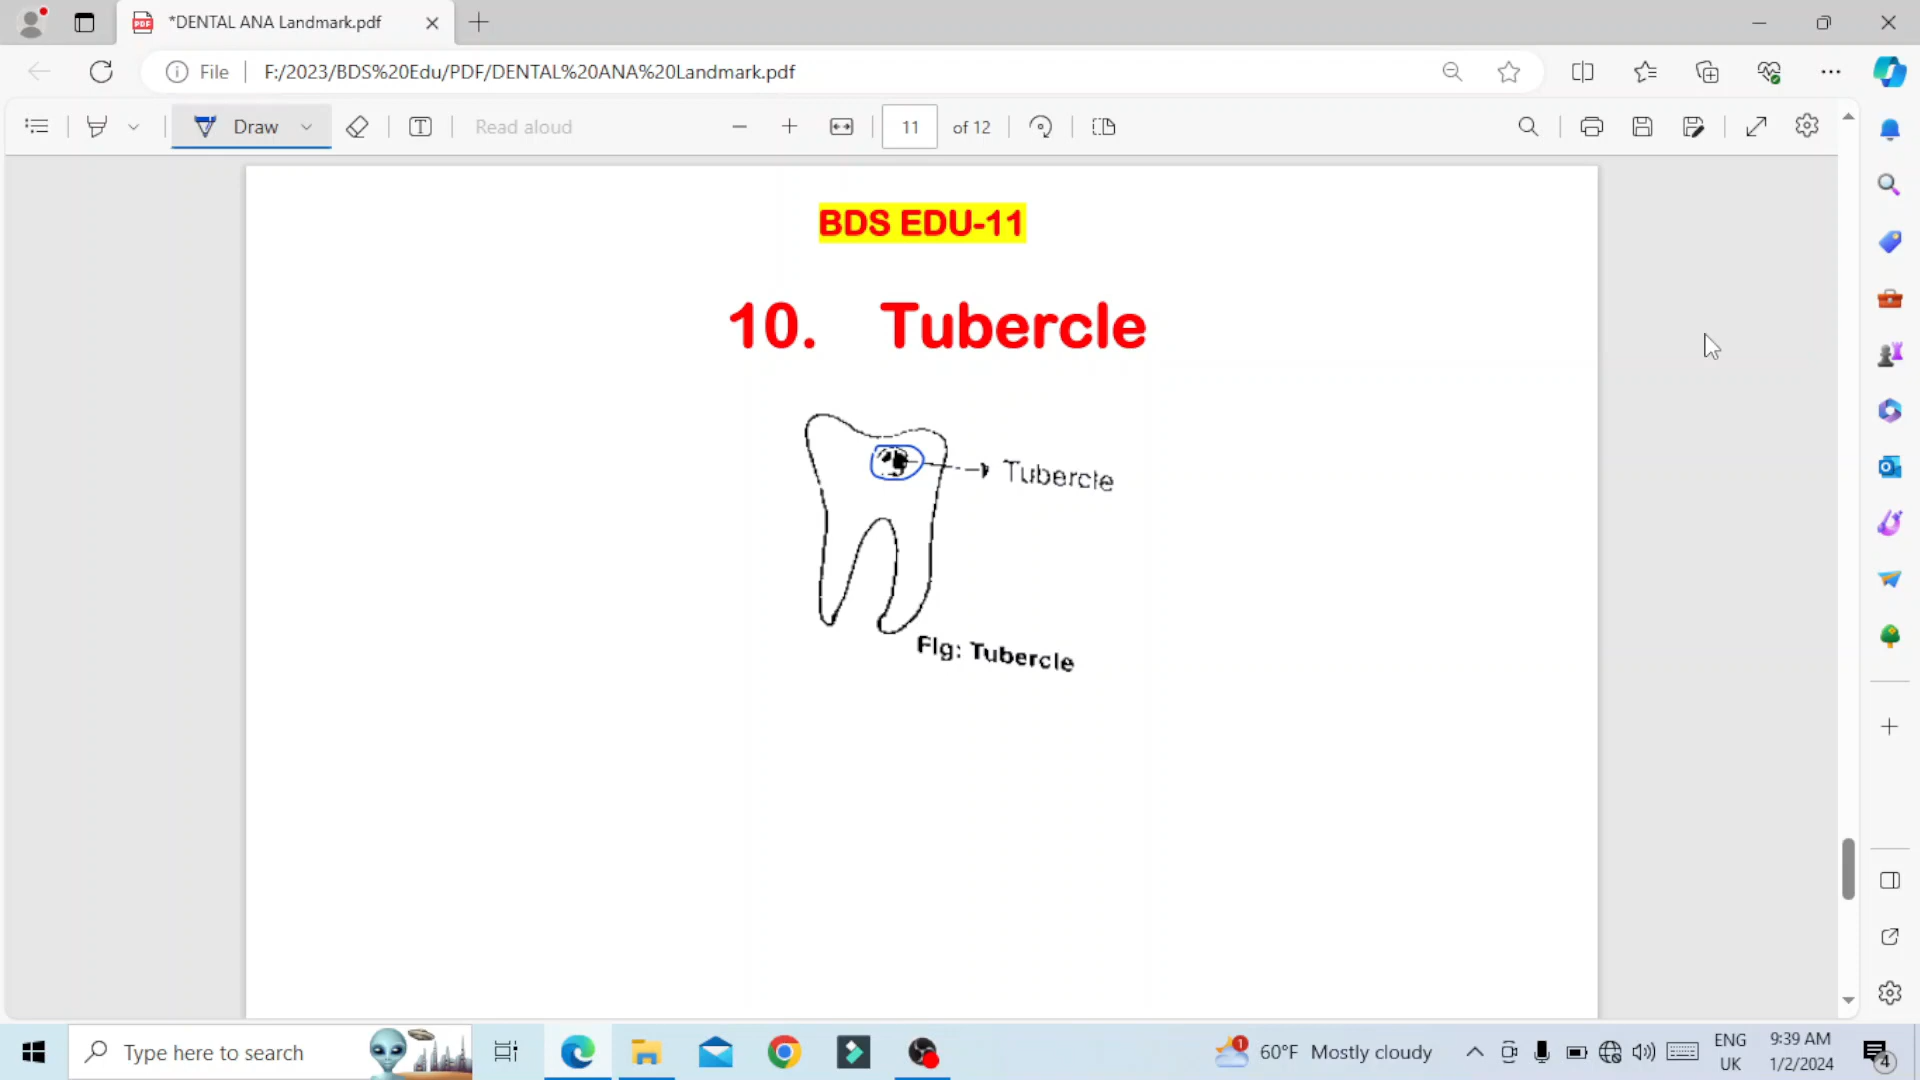 *DENTAL ANA Landmark.pdf
File
F:/2023/BDS%20Edu/PDF/DENTAL%20ANA%20Landmark.pdf
Draw
Read aloud
11
of 12
BDS EDU-11
10. Tubercle
Tubercle
Fig: Tubercle
Type here to search
1
60°F Mostly cloudy
ENG
UK
9:39 AM
1/2/2024
4